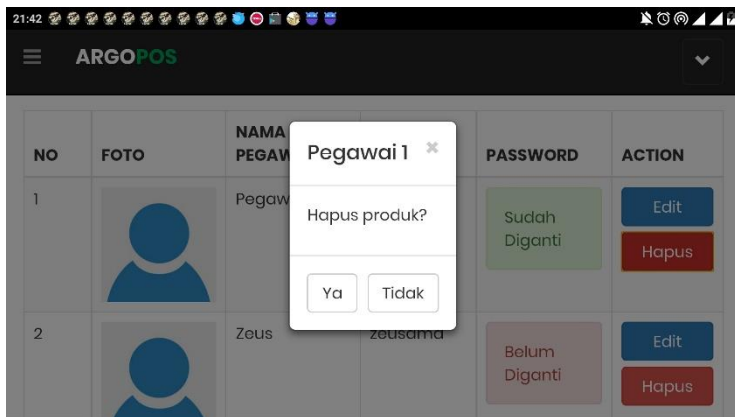 21:42
ARGOPOS
NO FOTO NAMA PEGAW PASSWORD ACTION
Pegawai 1 ×
Hapus produk?
Ya Tidak
1 Pegaw Sudah Diganti Edit
Hapus
2 Zeus zeusama Belum Diganti Edit
Hapus